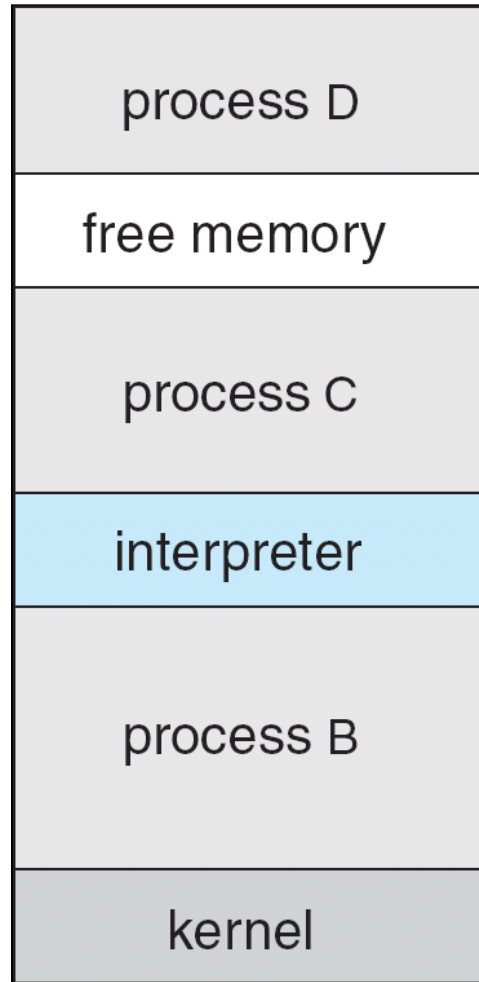 process D
free memory
process C
interpreter
process B
kernel